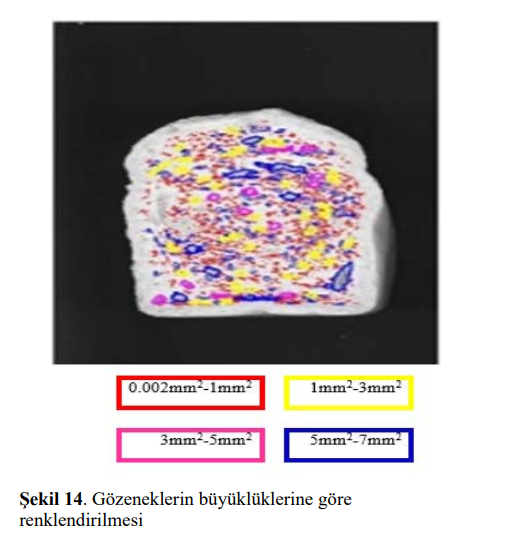 0.002mm²-1mm²
1mm²-3mm²
3mm²-5mm²
5mm²-7mm²
Şekil 14. Gözeneklerin büyüklüklerine göre
renklendirilmesi